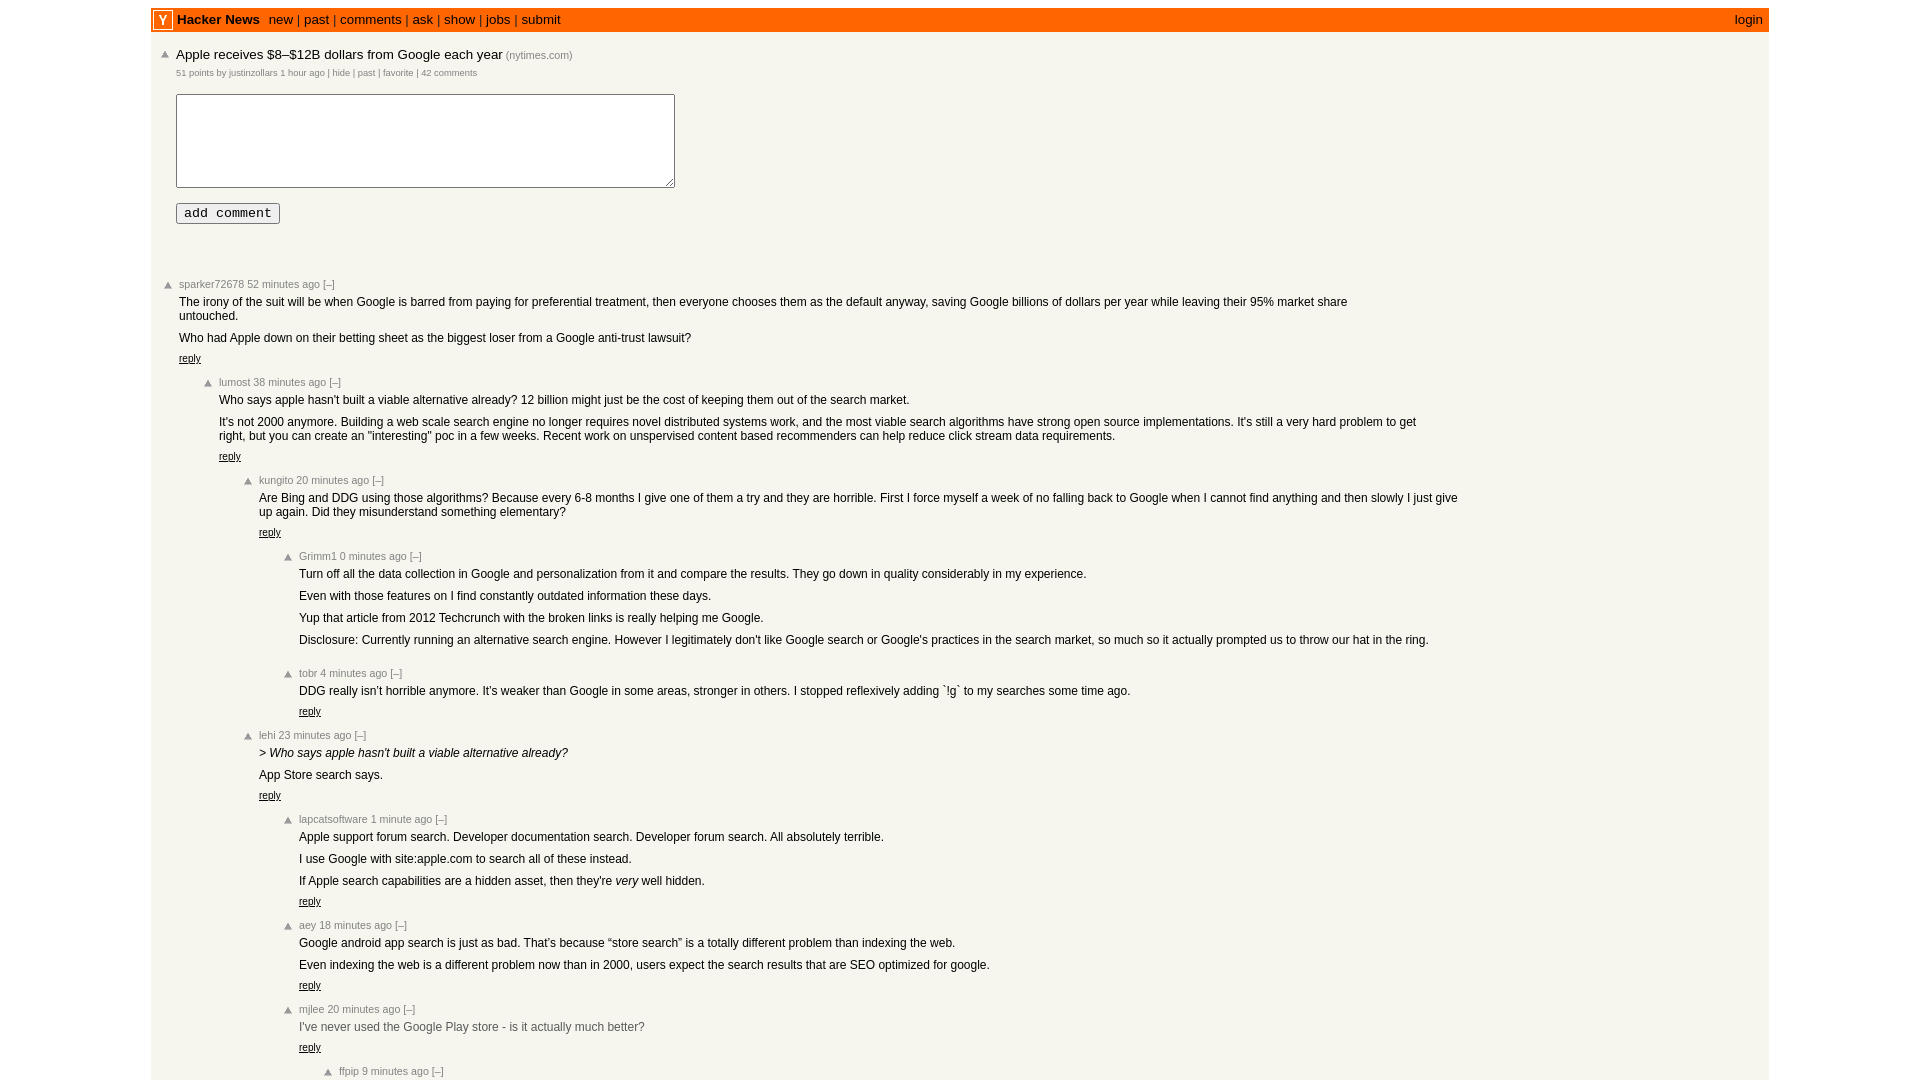 Y Hacker News new | past | comments | ask | show | jobs | submit login
Apple receives $8–$12B dollars from Google each year (nytimes.com)
51 points by justinzollars 1 hour ago | hide | past | favorite | 42 comments
add comment
sparker72678 52 minutes ago [–]
The irony of the suit will be when Google is barred from paying for preferential treatment, then everyone chooses them as the default anyway, saving Google billions of dollars per year while leaving their 95% market share
untouched.
Who had Apple down on their betting sheet as the biggest loser from a Google anti-trust lawsuit?
reply
lumost 38 minutes ago [–]
Who says apple hasn't built a viable alternative already? 12 billion might just be the cost of keeping them out of the search market.
It's not 2000 anymore. Building a web scale search engine no longer requires novel distributed systems work, and the most viable search algorithms have strong open source implementations. It's still a very hard problem to get
right, but you can create an "interesting" poc in a few weeks. Recent work on unspervised content based recommenders can help reduce click stream data requirements.
reply
kungito 20 minutes ago [–]
Are Bing and DDG using those algorithms? Because every 6-8 months I give one of them a try and they are horrible. First I force myself a week of no falling back to Google when I cannot find anything and then slowly I just give
up again. Did they misunderstand something elementary?
reply
Grimm1 0 minutes ago [–]
Turn off all the data collection in Google and personalization from it and compare the results. They go down in quality considerably in my experience.
Even with those features on I find constantly outdated information these days.
Yup that article from 2012 Techcrunch with the broken links is really helping me Google.
Disclosure: Currently running an alternative search engine. However I legitimately don't like Google search or Google's practices in the search market, so much so it actually prompted us to throw our hat in the ring.
tobr 4 minutes ago [–]
DDG really isn’t horrible anymore. It’s weaker than Google in some areas, stronger in others. I stopped reflexively adding `!g` to my searches some time ago.
reply
lehi 23 minutes ago [–]
> Who says apple hasn't built a viable alternative already?
App Store search says.
reply
lapcatsoftware 1 minute ago [–]
Apple support forum search. Developer documentation search. Developer forum search. All absolutely terrible.
I use Google with site:apple.com to search all of these instead.
If Apple search capabilities are a hidden asset, then they're very well hidden.
reply
aey 18 minutes ago [–]
Google android app search is just as bad. That’s because “store search” is a totally different problem than indexing the web.
Even indexing the web is a different problem now than in 2000, users expect the search results that are SEO optimized for google.
reply
mjlee 20 minutes ago [–]
I've never used the Google Play store - is it actually much better?
reply
ffpip 9 minutes ago [–]